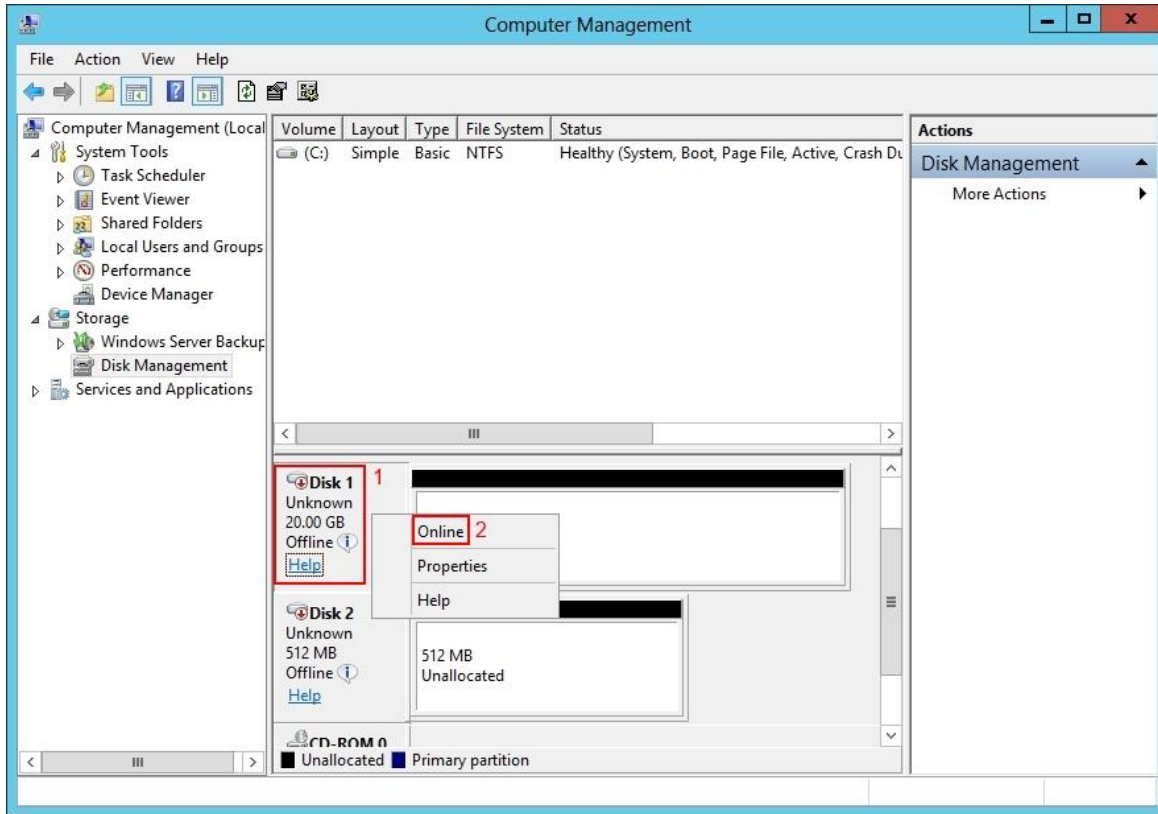 Computer Management
File Action View Help
Computer Management (Local
System Tools
Task Scheduler
Event Viewer
Shared Folders
Local Users and Groups
Performance
Device Manager
Storage
Windows Server Backup
Disk Management
Services and Applications
Volume Layout Type File System Status
(C:) Simple Basic NTFS Healthy (System, Boot, Page File, Active, Crash Du
Actions
Disk Management
More Actions
Disk 1
Unknown
20.00 GB
Offline
Help
1
Online 2
Properties
Help
Disk 2
Unknown
512 MB
Offline
Help
512 MB
Unallocated
CD-ROM 0
Unallocated Primary partition